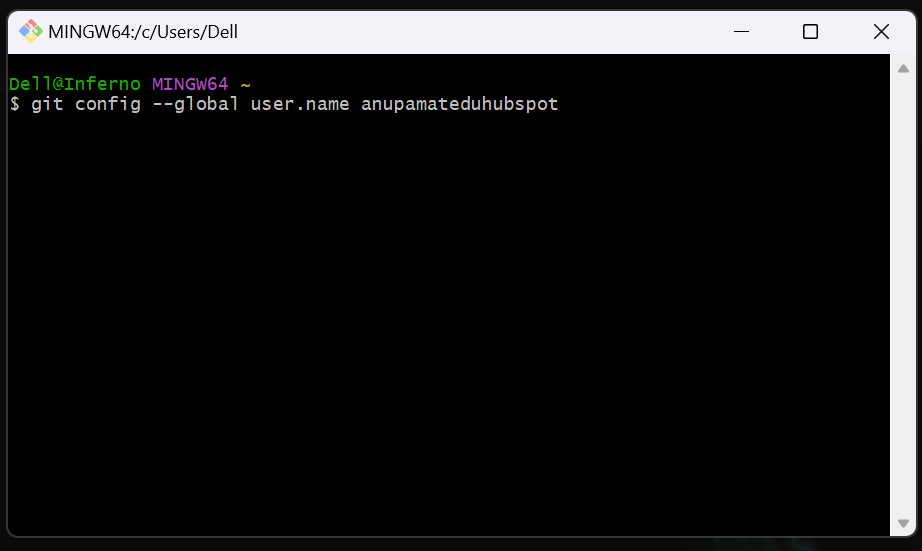 MINGW64:/c/Users/Dell
Dell@Inferno MINGW64 ~
$ git config --global user.name anupamateduhubspot